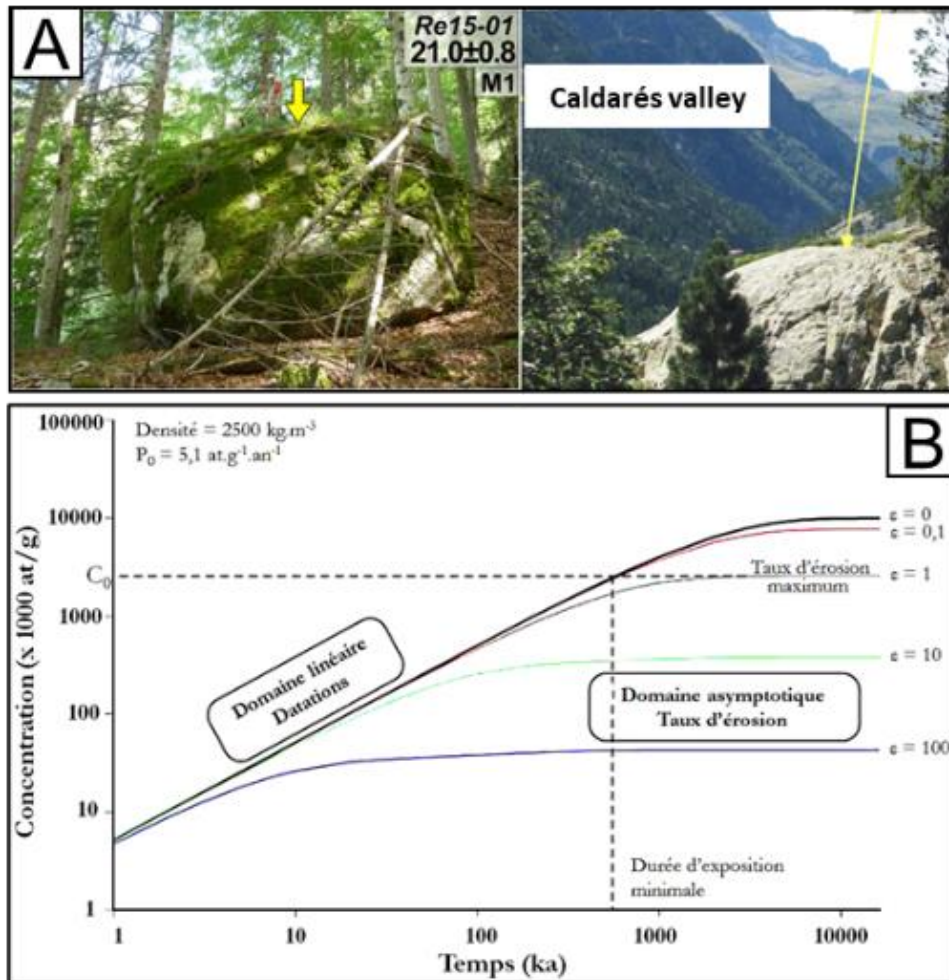 A
Re15-01
21.0±0.8
M1
Caldarés valley
B
Densité = 2500 kg.m⁻³
P₀ = 5,1 at.g⁻¹.an⁻¹
Concentration (x 1000 at/g)
100000
10000
C₀
1000
100
10
1
Domaine linéaire
Datations
ε = 0
ε = 0,1
Taux d'érosion
maximum
ε = 1
ε = 10
Domaine asymptotique
Taux d'érosion
ε = 100
Durée d'exposition
minimale
1
10
100
1000
10000
Temps (ka)